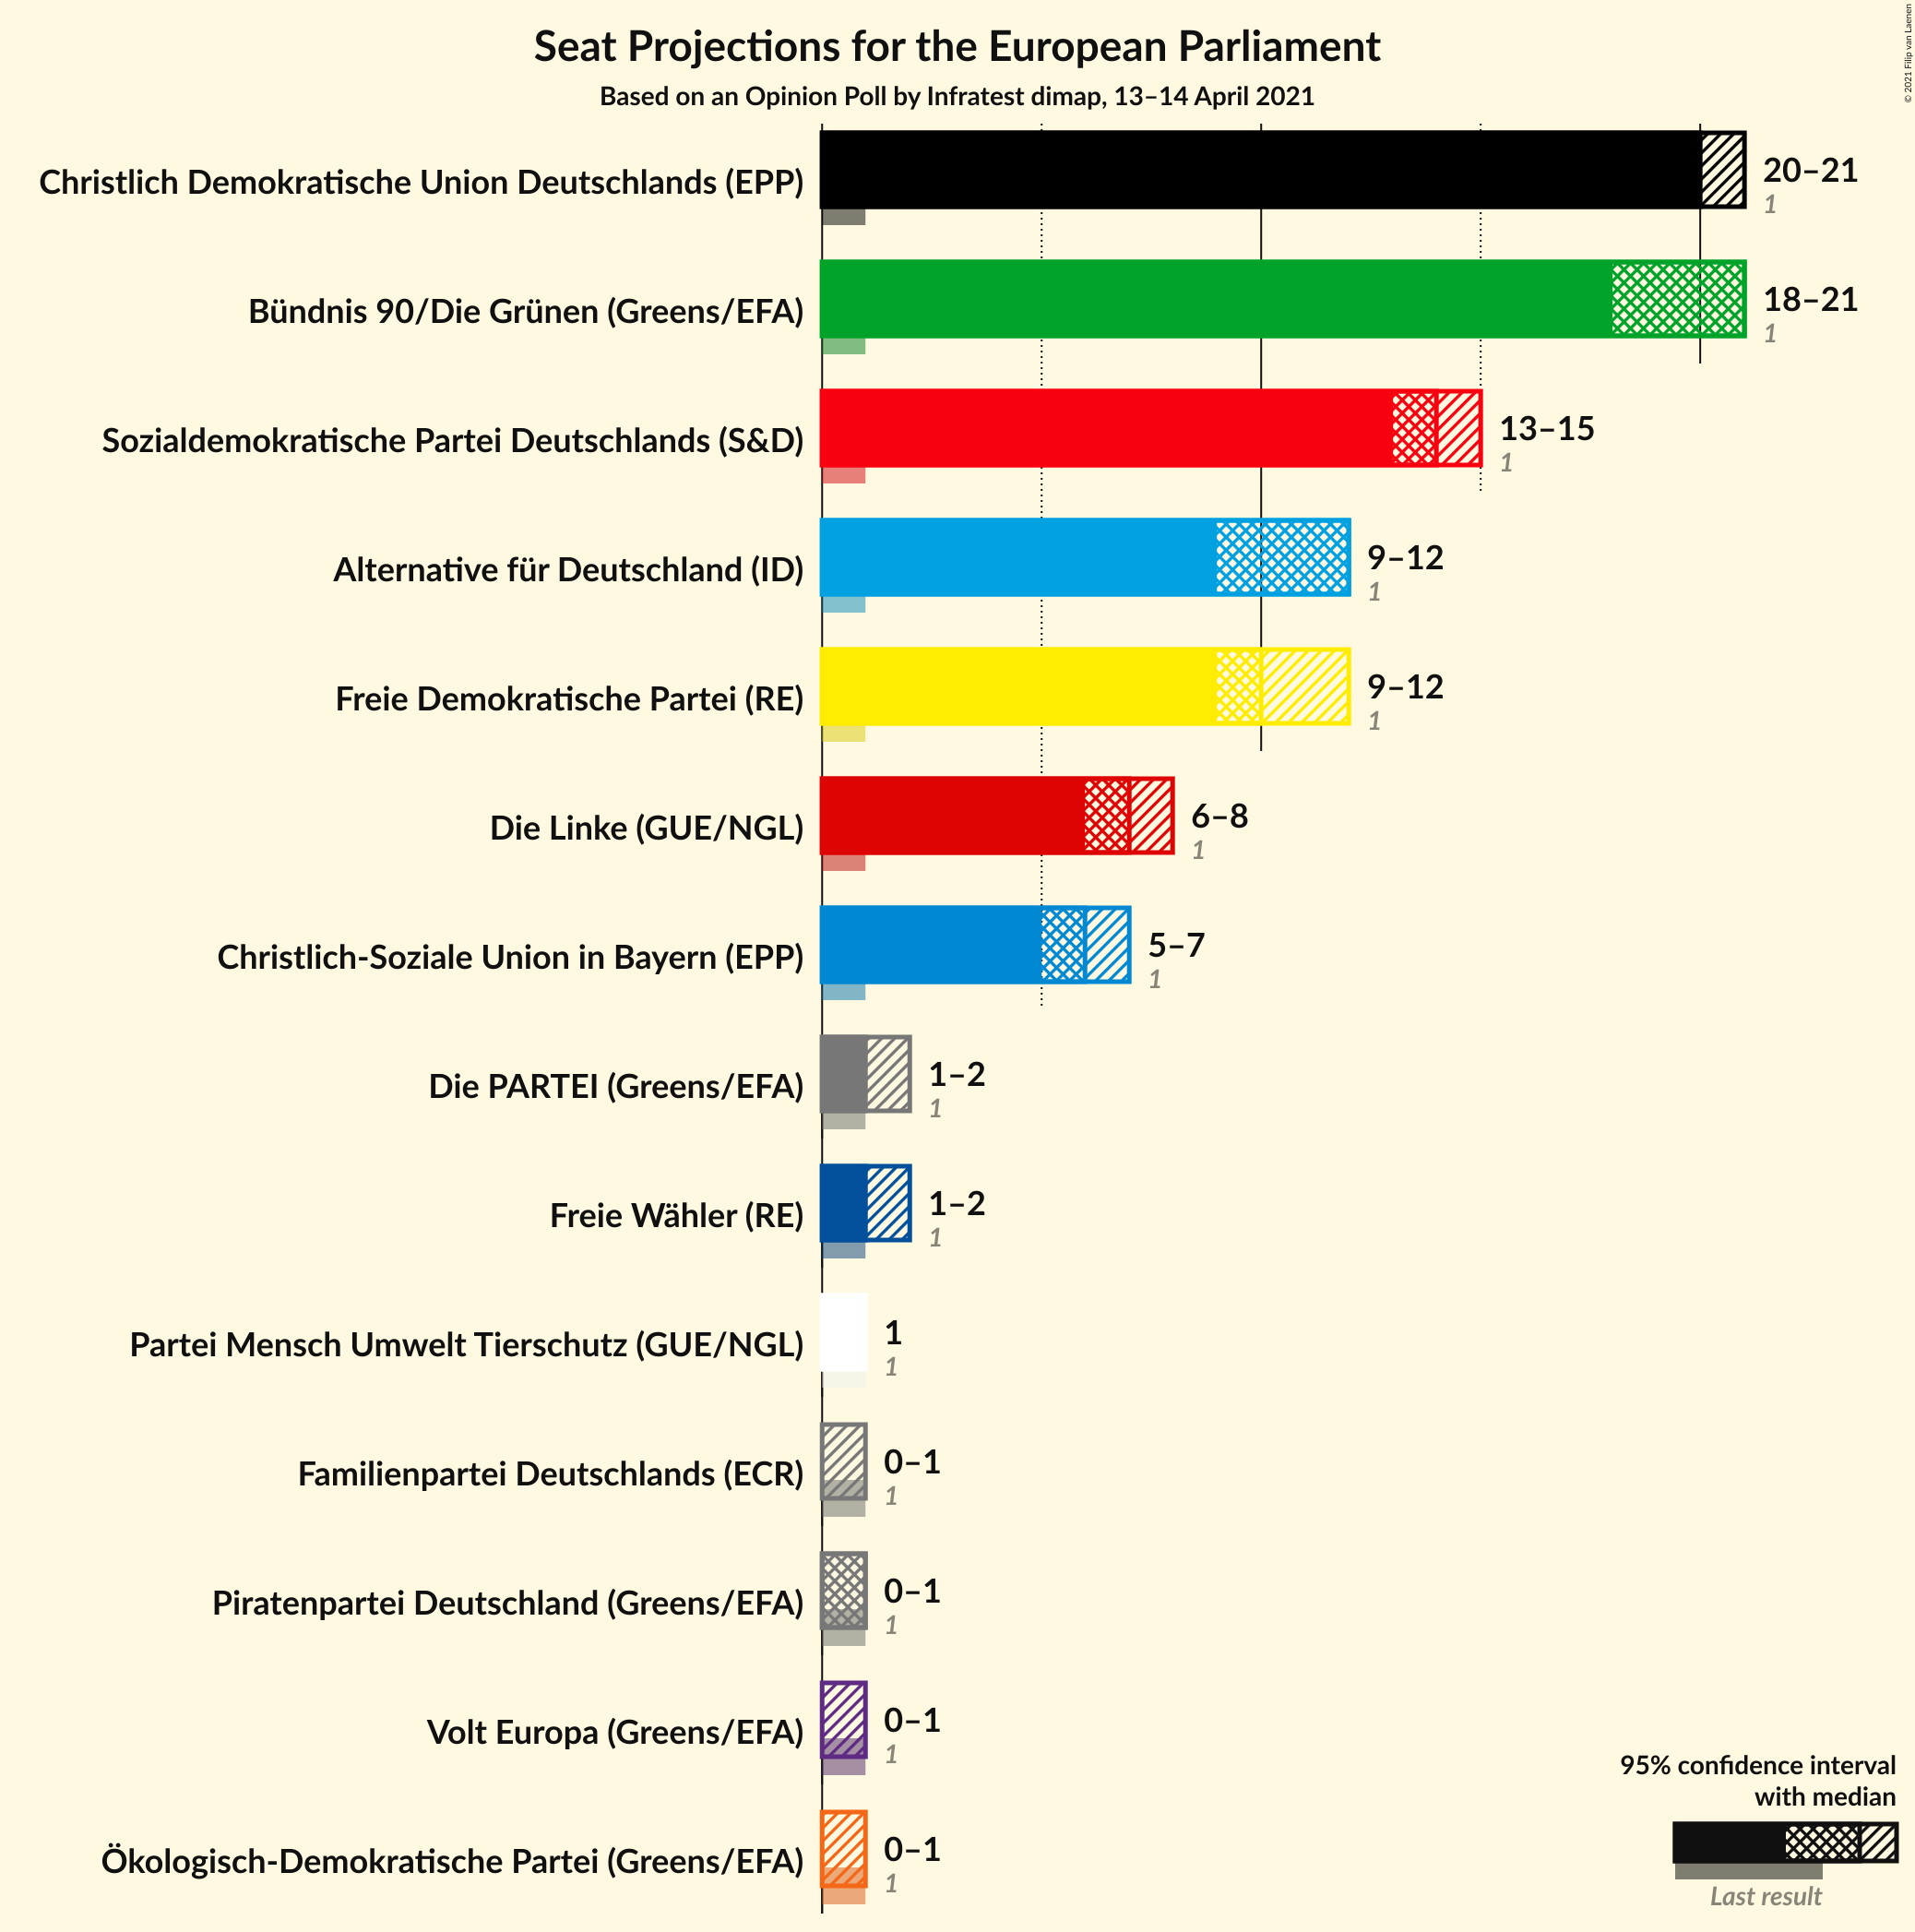 Seat Projections for the European Parliament
Based on an Opinion Poll by Infratest dimap, 13–14 April 2021
© 2021 Filip van Laenen
Christlich Demokratische Union Deutschlands (EPP)
20–21
1
Bündnis 90/Die Grünen (Greens/EFA)
18–21
1
Sozialdemokratische Partei Deutschlands (S&D)
13–15
1
Alternative für Deutschland (ID)
9–12
1
Freie Demokratische Partei (RE)
9–12
1
Die Linke (GUE/NGL)
6–8
1
Christlich-Soziale Union in Bayern (EPP)
5–7
1
Die PARTEI (Greens/EFA)
1–2
1
Freie Wähler (RE)
1–2
1
Partei Mensch Umwelt Tierschutz (GUE/NGL)
1
1
Familienpartei Deutschlands (ECR)
0–1
1
Piratenpartei Deutschland (Greens/EFA)
0–1
1
Volt Europa (Greens/EFA)
0–1
1
Ökologisch-Demokratische Partei (Greens/EFA)
0–1
1
95% confidence interval
with median
Last result